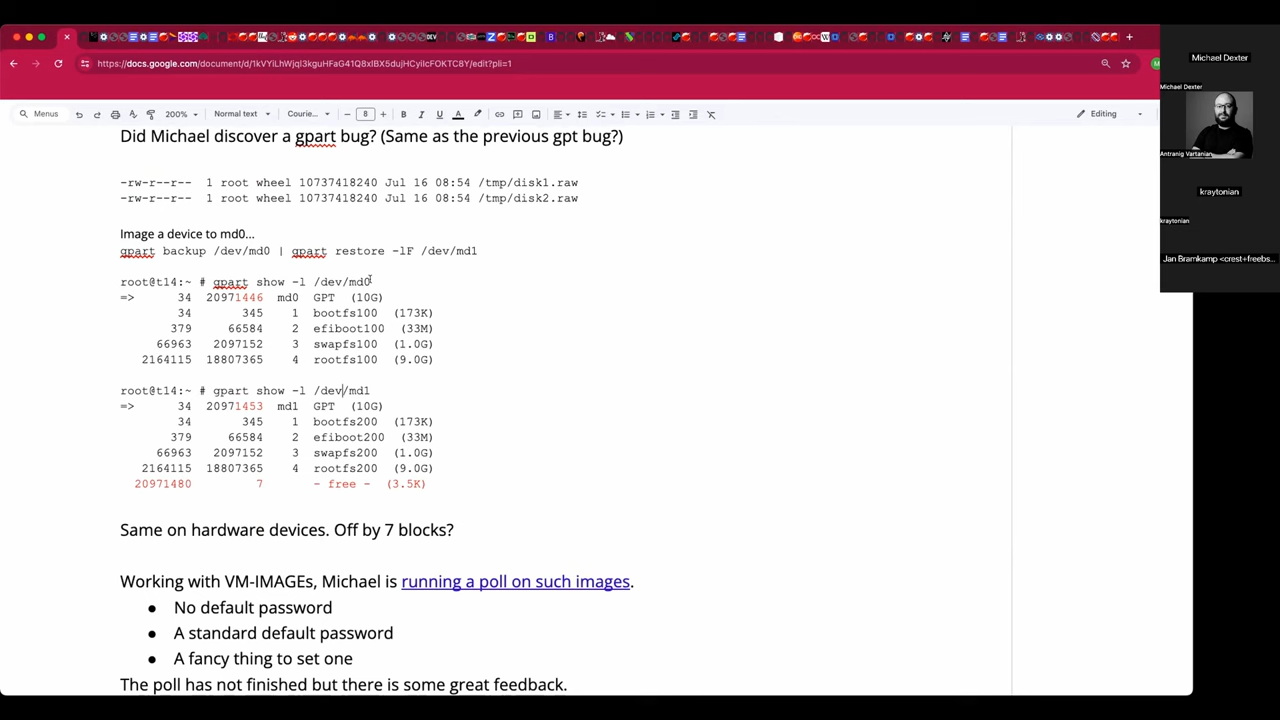 https://docs.google.com/document/d/1kVYiLhWjql3kguHFaG41Q8xIBX5dujHCyilcFOKTC8Y/edit?pli=1
Menus 200% Normal text Courie... 8 Editing
Did Michael discover a gpart bug? (Same as the previous gpt bug?)
-rw-r--r-- 1 root wheel 10737418240 Jul 16 08:54 /tmp/disk1.raw
-rw-r--r-- 1 root wheel 10737418240 Jul 16 08:54 /tmp/disk2.raw
Image a device to md0...
gpart backup /dev/md0 | gpart restore -lF /dev/md1
root@t14:~ # gpart show -l /dev/md0
=> 34 20971446 md0 GPT (10G)
34 345 1 bootfs100 (173K)
379 66584 2 efiboot100 (33M)
66963 2097152 3 swapfs100 (1.0G)
2164115 18807365 4 rootfs100 (9.0G)
root@t14:~ # gpart show -l /dev/md1
=> 34 20971453 md1 GPT (10G)
34 345 1 bootfs200 (173K)
379 66584 2 efiboot200 (33M)
66963 2097152 3 swapfs200 (1.0G)
2164115 18807365 4 rootfs200 (9.0G)
20971480 7 - free - (3.5K)
Same on hardware devices. Off by 7 blocks?
Working with VM-IMAGEs, Michael is running a poll on such images.
● No default password
● A standard default password
● A fancy thing to set one
The poll has not finished but there is some great feedback.
Michael Dexter
Michael Dexter
Antranig Vartanian
kraytonian
kraytonian
Jan Bramkamp <crest+freebs...